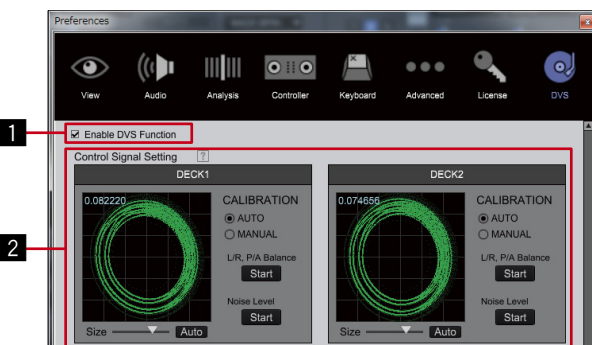 Preferences
View Audio Analysis Controller Keyboard Advanced License DVS
1
Enable DVS Function
2
Control Signal Setting ?
DECK1 DECK2
0.082220 CALIBRATION 0.074656 CALIBRATION
AUTO AUTO
MANUAL MANUAL
L/R, P/A Balance L/R, P/A Balance
Start Start
Noise Level Noise Level
Start Start
Size Auto Size Auto